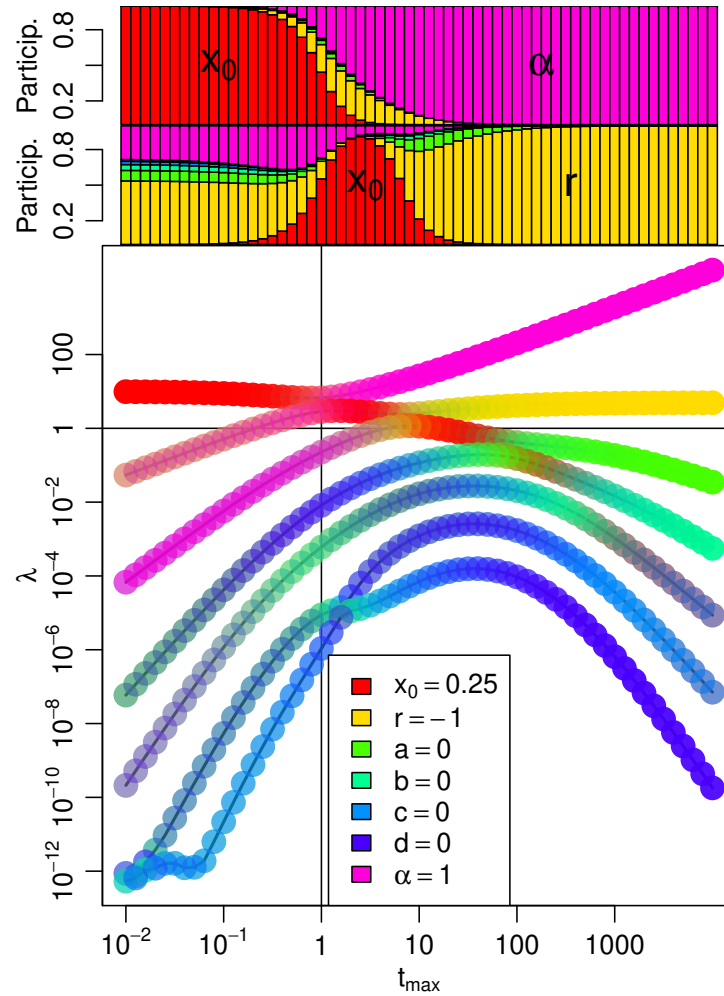 Particip.
0.8
0.2
x₀
α
Particip.
0.8
0.2
x₀
r
λ
100
1
10⁻²
10⁻⁴
10⁻⁶
10⁻⁸
10⁻¹⁰
10⁻¹²
x₀ = 0.25
r = −1
a = 0
b = 0
c = 0
d = 0
α = 1
10⁻² 10⁻¹ 1 10 100 1000
t_max